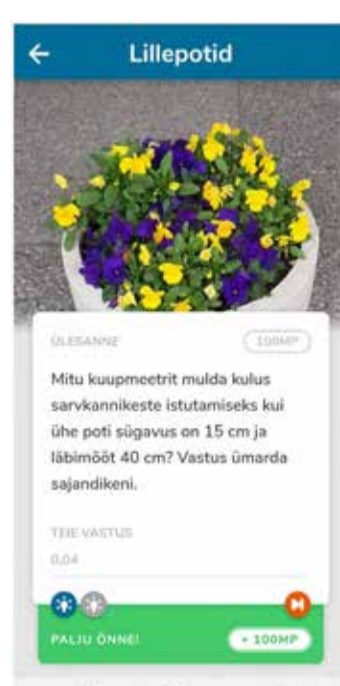 Lillepotid
ÜLESANNE 100MP
Mitu kuupmeetrit mulda kulus
sarvkannikeste istutamiseks kui
ühe poti sügavus on 15 cm ja
läbimõõt 40 cm? Vastus ümarda
sajandikeni.
TEIE VASTUS
0,04
PALJU ÕNNE! + 100MP